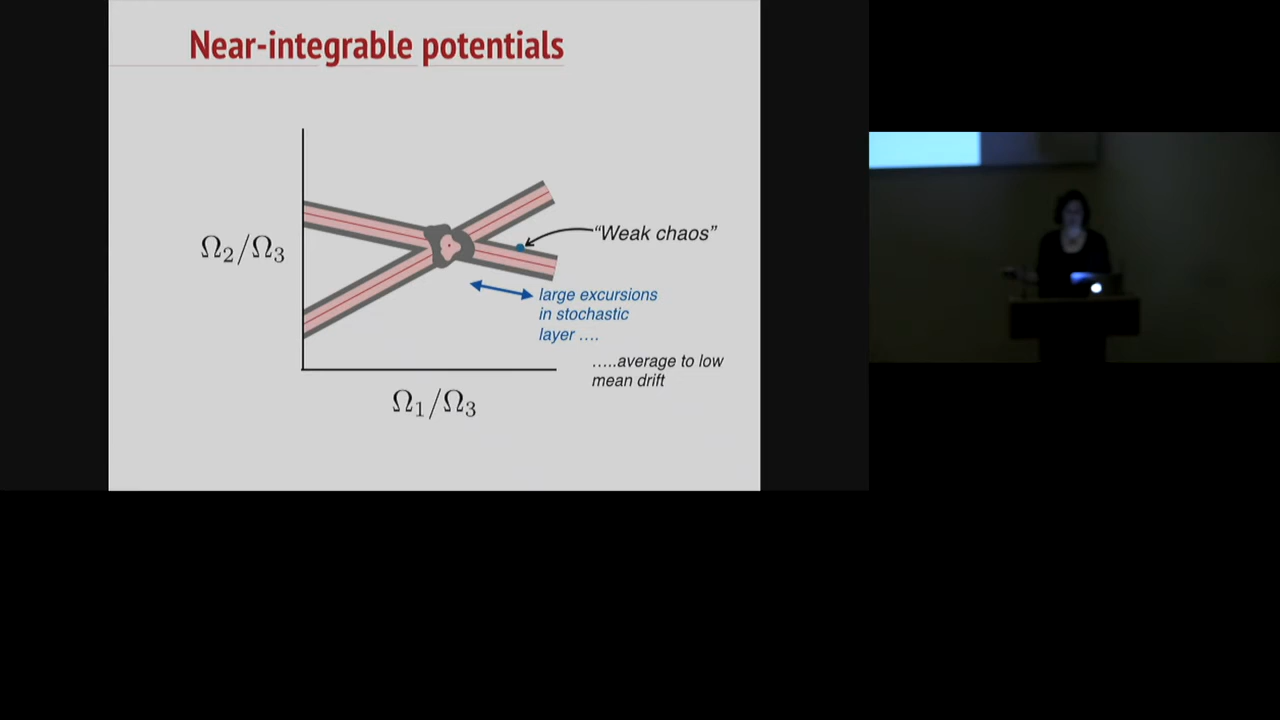 Near-integrable potentials
Ω₂/Ω₃
"Weak chaos"
large excursions
in stochastic
layer ....
.....average to low
mean drift
Ω₁/Ω₃